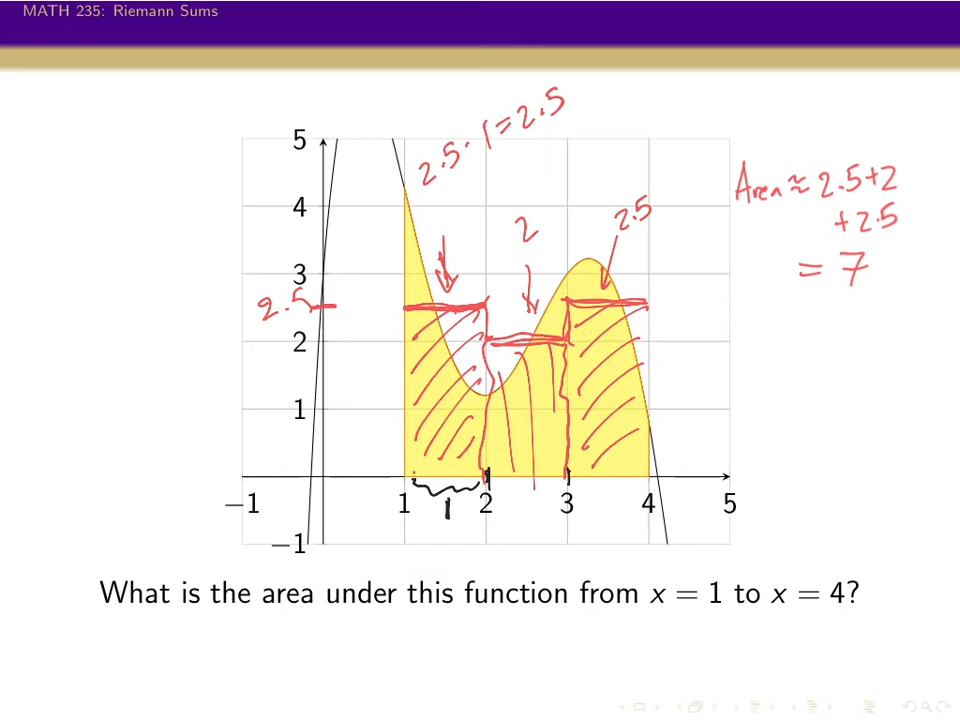 MATH 235: Riemann Sums
2.5 · 1 = 2.5
5
4
3
2
1
−1
2.5
2
2.5
Area ≈ 2.5+2
+2.5
= 7
−1 1 2 3 4 5
1
What is the area under this function from x = 1 to x = 4?